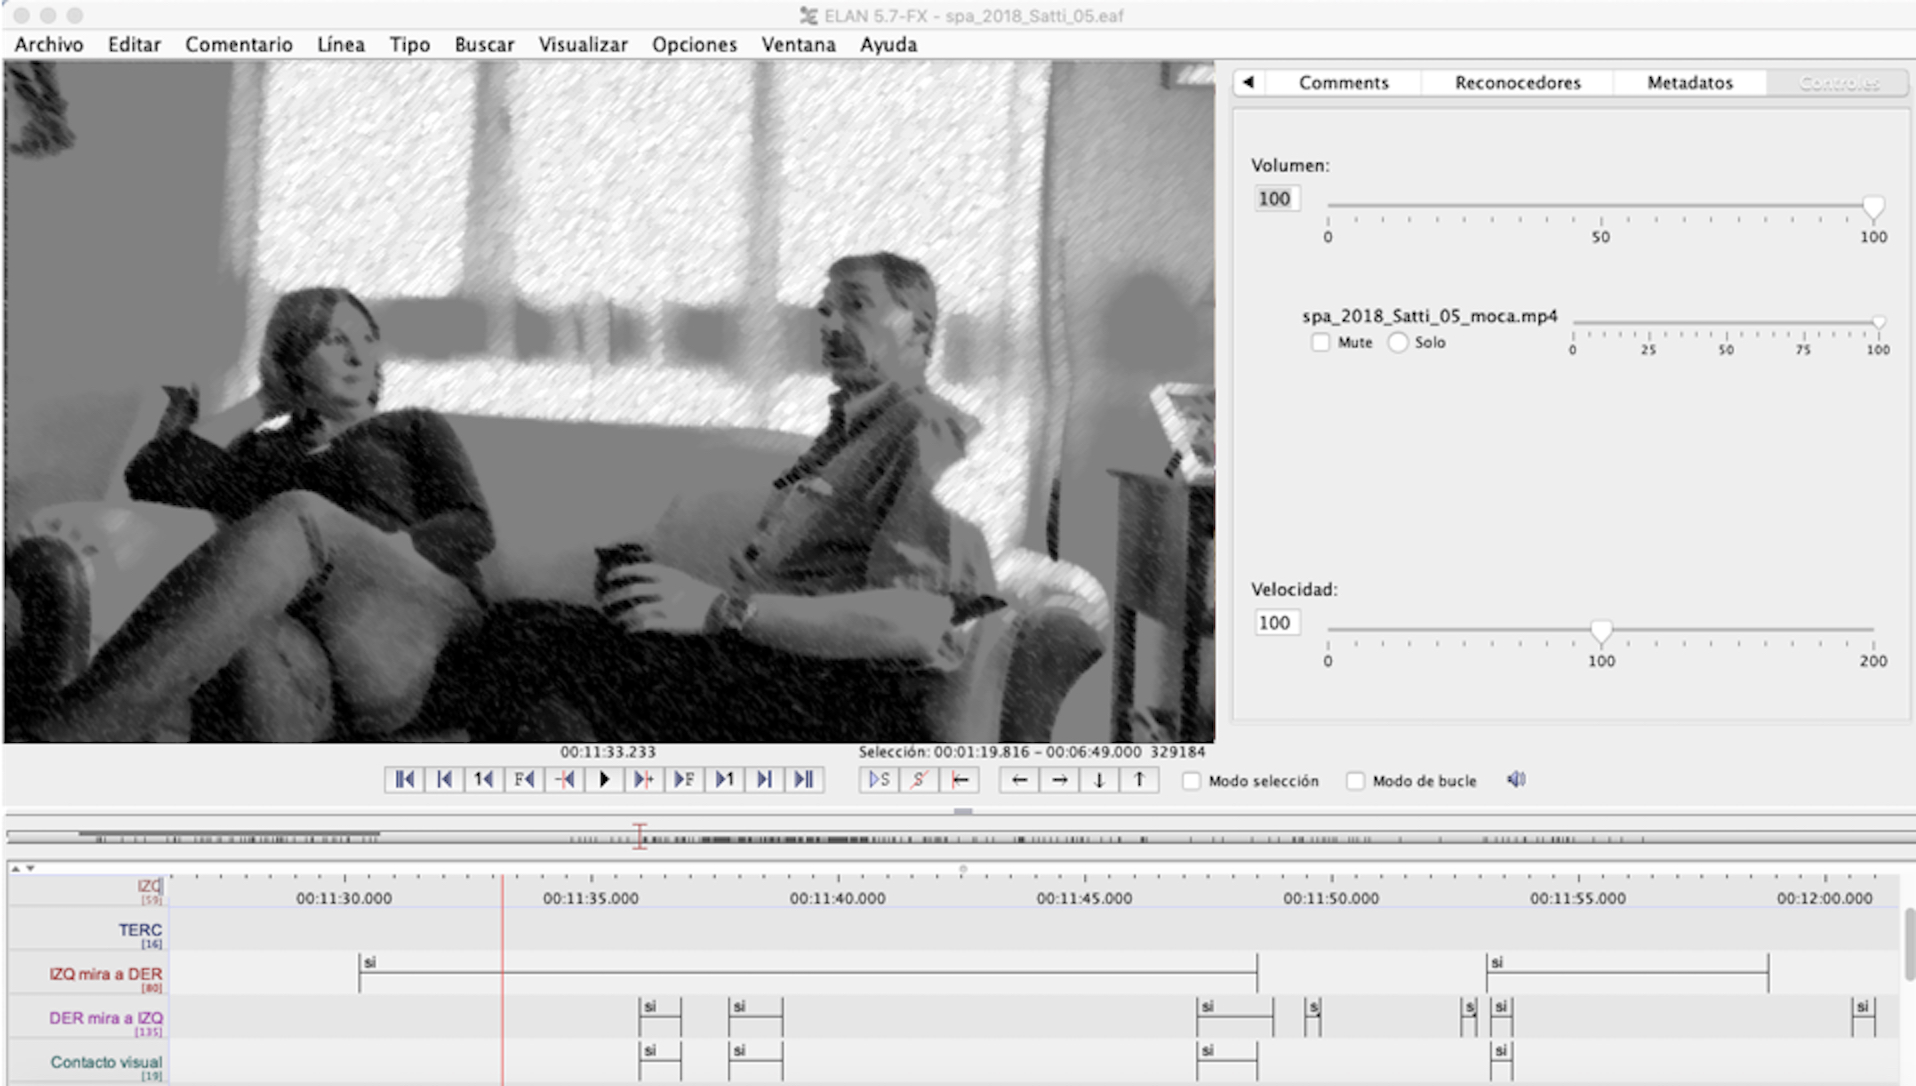 ELAN 5.7-FX - spa_2018_Satti_05.eaf
Archivo Editar Comentario Línea Tipo Buscar Visualizar Opciones Ventana Ayuda
Comments Reconocedores Metadatos Controles
Volumen:
100
0 50 100
spa_2018_Satti_05_moca.mp4
Mute Solo
0 25 50 75 100
Velocidad:
100
0 100 200
00:11:33.233 Selección: 00:01:19.816 - 00:06:49.000 329184
1 F F 1 S S Modo selección Modo de bucle
IZQ
[59]
00:11:30.000 00:11:35.000 00:11:40.000 00:11:45.000 00:11:50.000 00:11:55.000 00:12:00.000
TERC
[16]
IZQ mira a DER
[80]
si si
DER mira a IZQ
[135]
si si si s si si
Contacto visual
[19]
si si si si